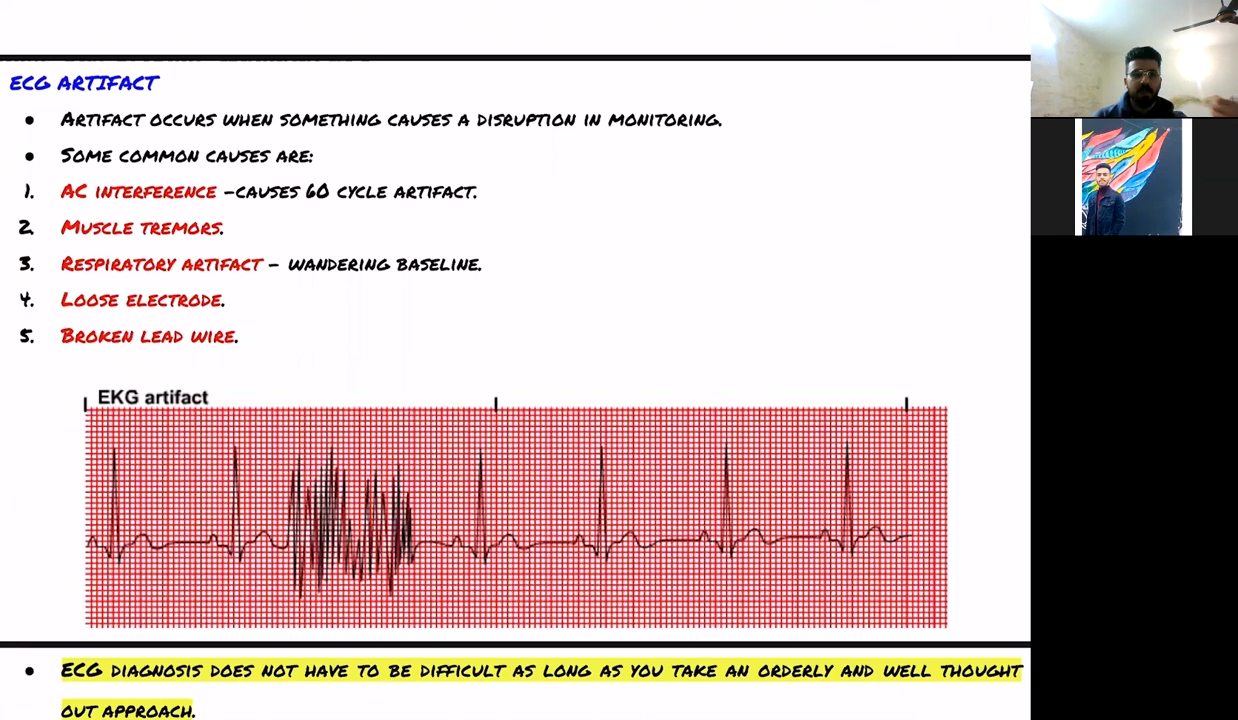 ECG ARTIFACT
• ARTIFACT OCCURS WHEN SOMETHING CAUSES A DISRUPTION IN MONITORING.
• SOME COMMON CAUSES ARE:
1. AC INTERFERENCE -CAUSES 60 CYCLE ARTIFACT.
2. MUSCLE TREMORS.
3. RESPIRATORY ARTIFACT - WANDERING BASELINE.
4. LOOSE ELECTRODE.
5. BROKEN LEAD WIRE.
EKG artifact
• ECG DIAGNOSIS DOES NOT HAVE TO BE DIFFICULT AS LONG AS YOU TAKE AN ORDERLY AND WELL THOUGHT
OUT APPROACH.